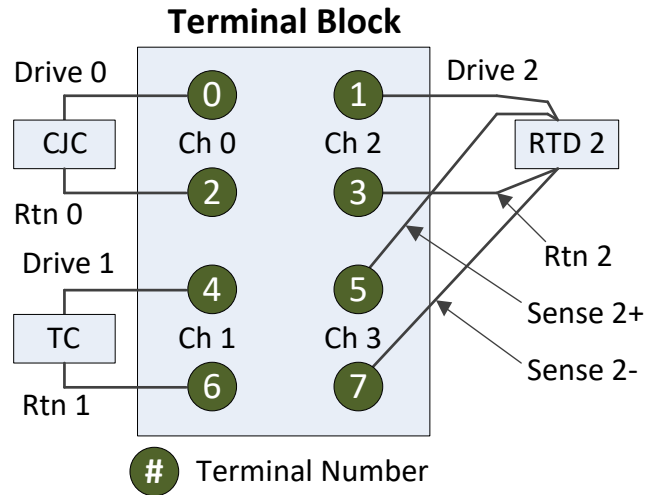 Terminal Block
Drive 0
0
1
Drive 2
CJC
Ch 0
Ch 2
RTD 2
2
3
Rtn 0
Rtn 2
Drive 1
4
5
Sense 2+
TC
Ch 1
Ch 3
Sense 2-
Rtn 1
6
7
# Terminal Number